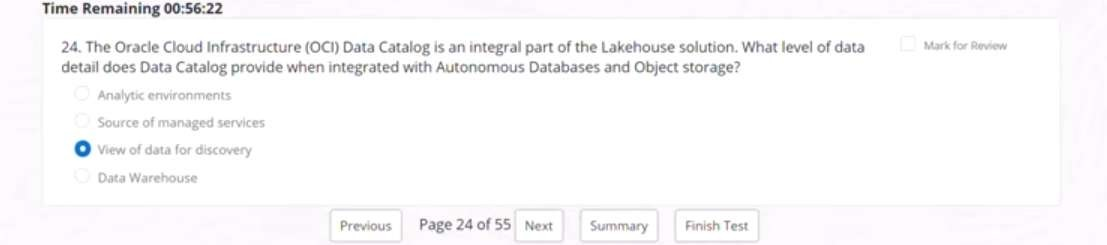 Time Remaining 00:56:22
24. The Oracle Cloud Infrastructure (OCI) Data Catalog is an integral part of the Lakehouse solution. What level of data
Mark for Review
detail does Data Catalog provide when integrated with Autonomous Databases and Object storage?
Analytic environments
Source of managed services
View of data for discovery
Data Warehouse
Previous Page 24 of 55 Next Summary Finish Test